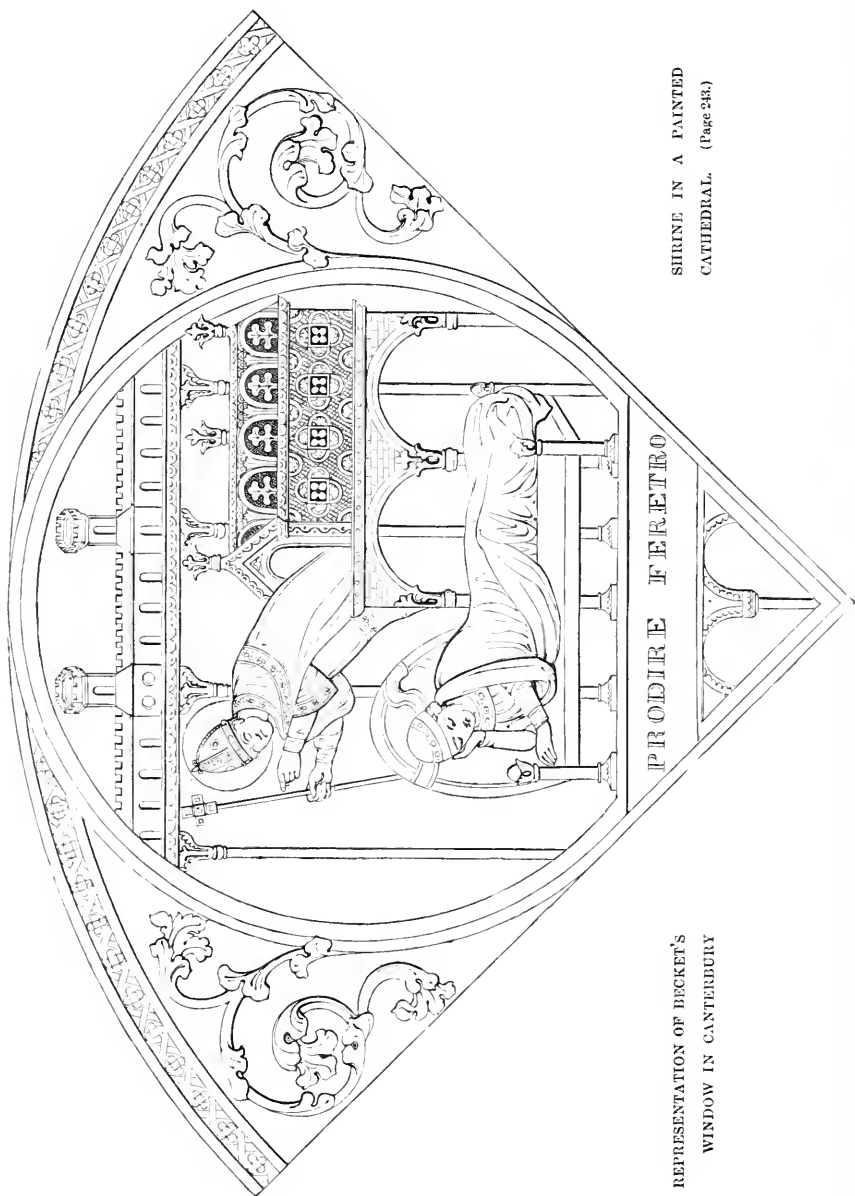 PRODIRE FERETRO
REPRESENTATION OF BECKET'S SHRINE IN A PAINTED
WINDOW IN CANTERBURY CATHEDRAL. (Page 243.)